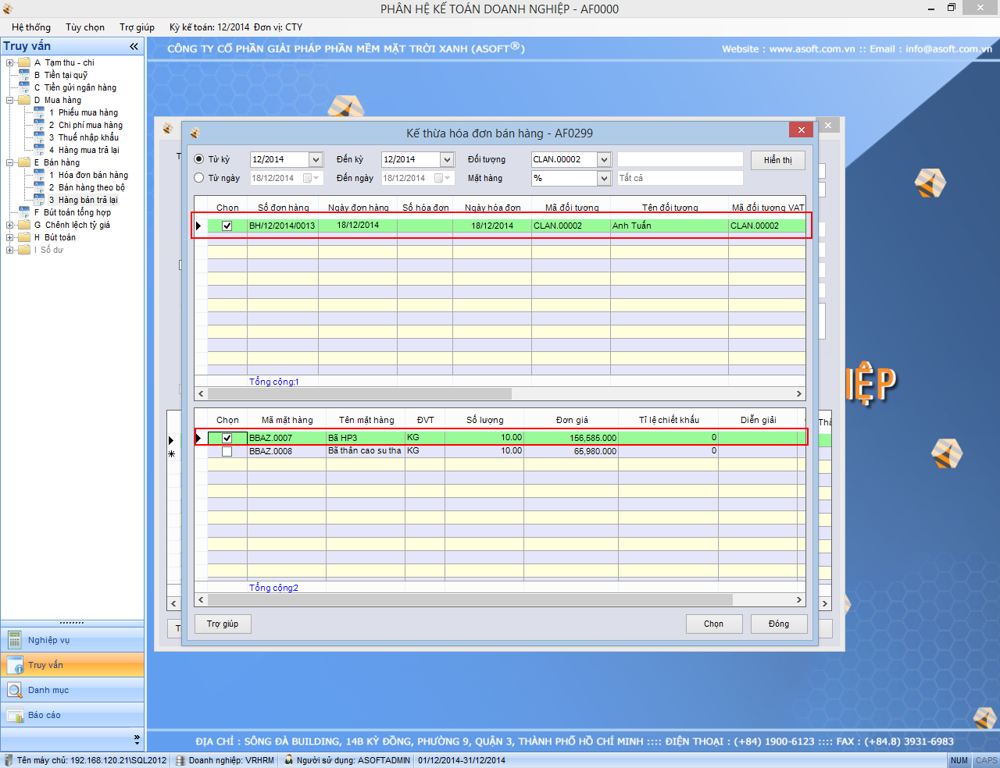 PHÂN HỆ KẾ TOÁN DOANH NGHIỆP - AF0000
Hệ thống Tùy chọn Trợ giúp Kỳ kế toán: 12/2014 Đơn vị: CTY
Truy vấn
A Tạm thu - chi
B Tiền tại quỹ
C Tiền gửi ngân hàng
D Mua hàng
1 Phiếu mua hàng
2 Chi phí mua hàng
3 Thuế nhập khẩu
4 Hàng mua trả lại
E Bán hàng
1 Hóa đơn bán hàng
2 Bán hàng theo bộ
3 Hàng bán trả lại
F Bút toán tổng hợp
G Chênh lệch tỷ giá
H Bút toán
I Số dư
Nghiệp vụ
Truy vấn
Danh mục
Báo cáo
CÔNG TY CỔ PHẦN GIẢI PHÁP PHẦN MỀM MẶT TRỜI XANH (ASOFT®)
Website : www.asoft.com.vn :: Email : info@asoft.com.vn
Kế thừa hóa đơn bán hàng - AF0299
Từ kỳ 12/2014 Đến kỳ 12/2014 Đối tượng CLAN.00002 Hiển thị
Từ ngày 18/12/2014 Đến ngày 18/12/2014 Mặt hàng % Tất cả
Chọn Số đơn hàng Ngày đơn hàng Số hóa đơn Ngày hóa đơn Mã đối tượng Tên đối tượng Mã đối tượng VAT
BH/12/2014/0013 18/12/2014 18/12/2014 CLAN.00002 Anh Tuấn CLAN.00002
Tổng cộng:1
Chọn Mã mặt hàng Tên mặt hàng ĐVT Số lượng Đơn giá Tỉ lệ chiết khấu Diễn giải
BBAZ.0007 Bã HP3 KG 10.00 156,585.000 0
BBAZ.0008 Bã thân cao su tha KG 10.00 65,980.000 0
Tổng cộng:2
Trợ giúp Chọn Đóng
IỆP
ĐỊA CHỈ : SÔNG ĐÀ BUILDING, 14B KỲ ĐỒNG, PHƯỜNG 9, QUẬN 3, THÀNH PHỐ HỒ CHÍ MINH :::: ĐIỆN THOẠI : (+84) 1900-6123 :::: FAX : (+84.8) 3931-6983
Tên máy chủ: 192.168.120.21\SQL2012 Doanh nghiệp: VRHRM Người sử dụng: ASOFTADMIN 01/12/2014-31/12/2014 NUM CAPS